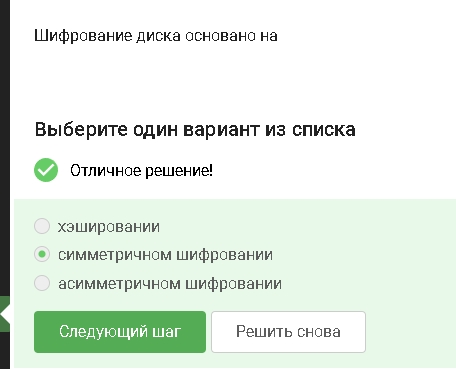 Шифрование диска основано на
Выберите один вариант из списка
Отличное решение!
хэшировании
симметричном шифровании
асимметричном шифровании
Следующий шаг
Решить снова